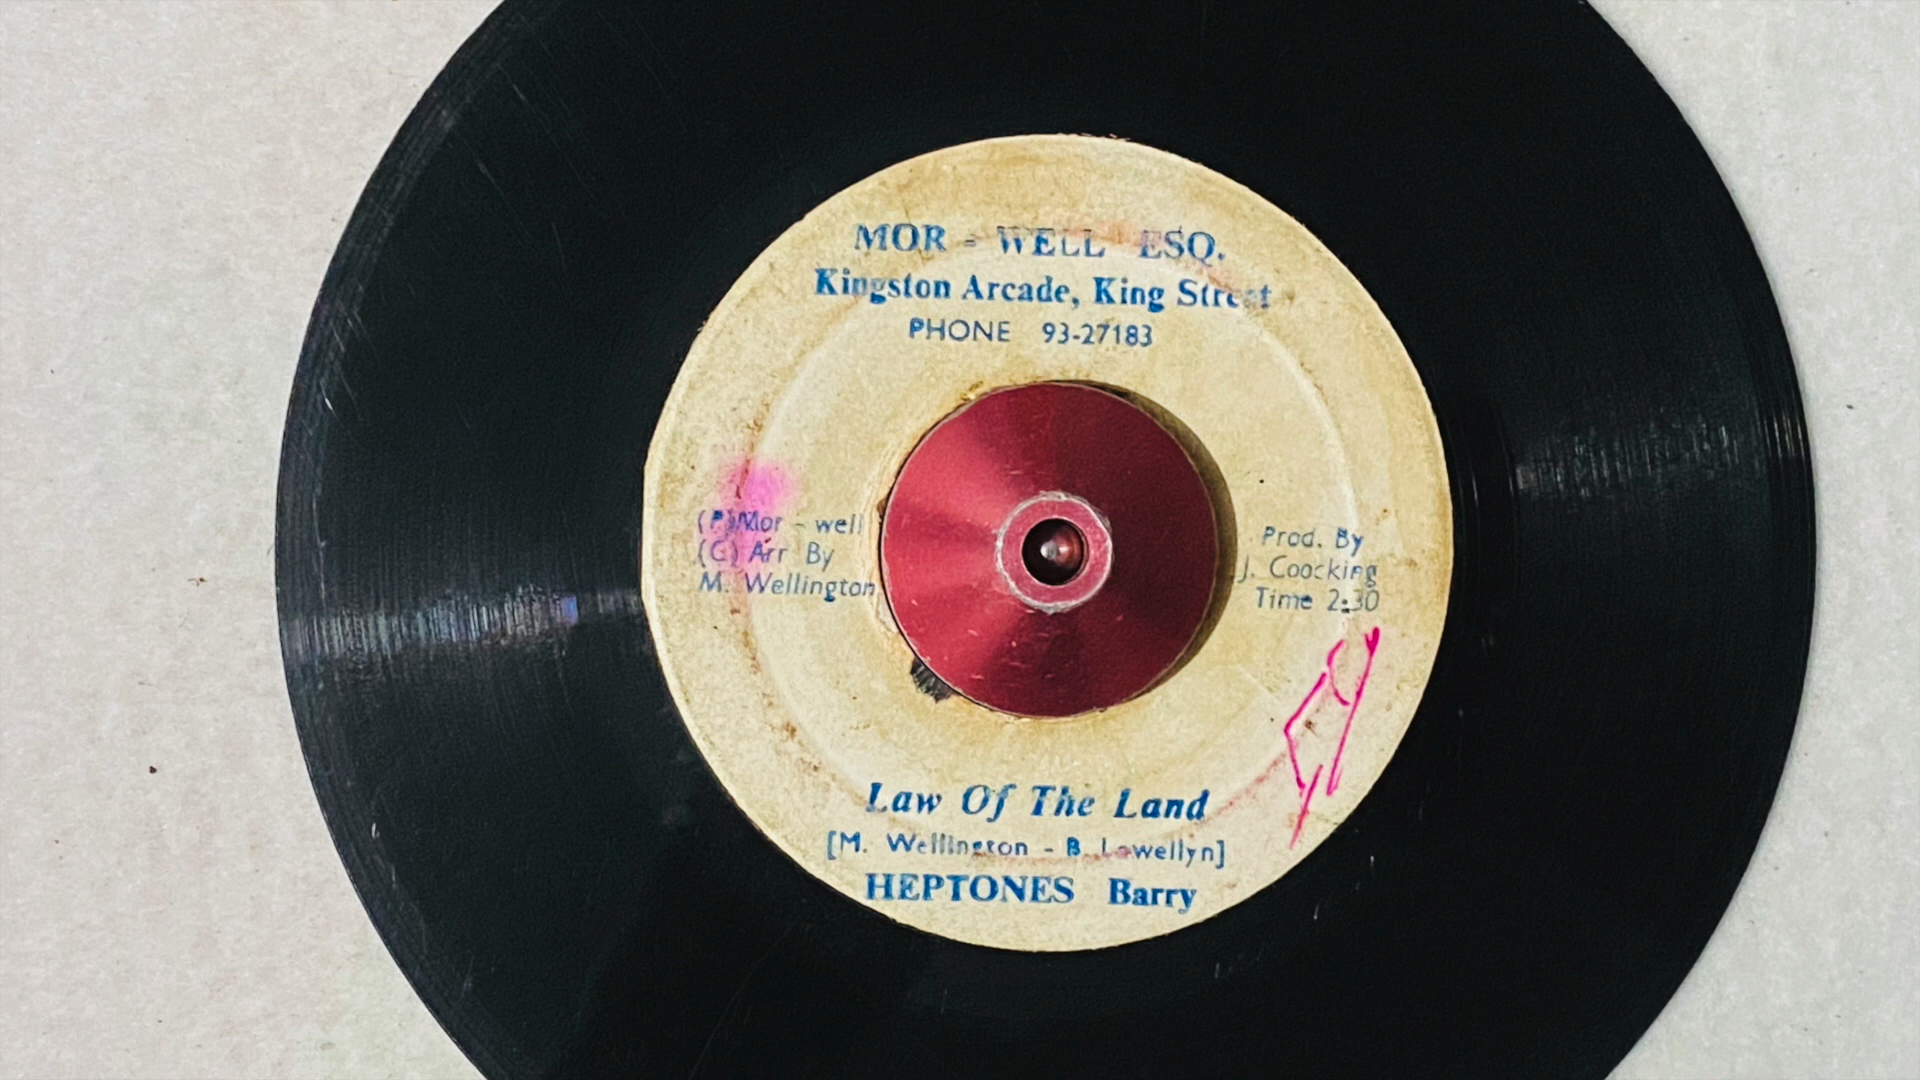 MOR - WELL ESQ.
Kingston Arcade, King Street
PHONE 93-27183
(P) Mor - well
(C) Arr By
M. Wellington
Prod. By
J. Coocking
Time 2:30
Law Of The Land
[M. Wellington - B. Lowellyn]
HEPTONES Barry